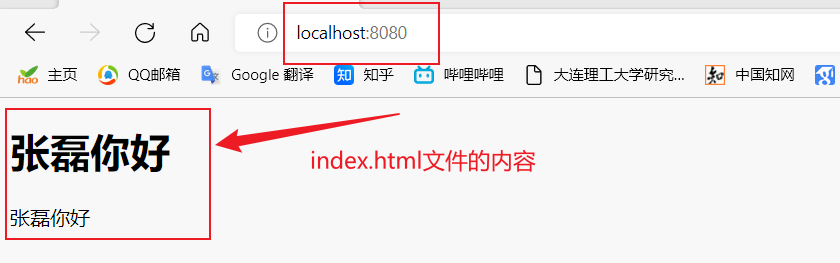 localhost:8080
hao 主页 QQ邮箱 Google 翻译 知 知乎 哔哩哔哩 大连理工大学研究... 知 中国知网
张磊你好
index.html文件的内容
张磊你好